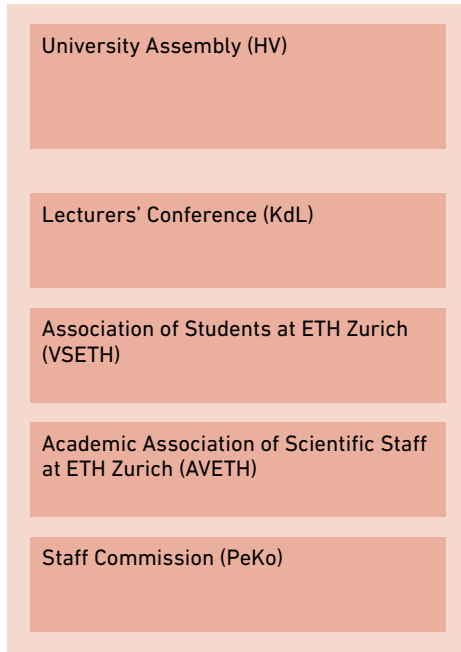 University Assembly (HV)
Lecturers’ Conference (KdL)
Association of Students at ETH Zurich
(VSETH)
Academic Association of Scientific Staff
at ETH Zurich (AVETH)
Staff Commission (PeKo)